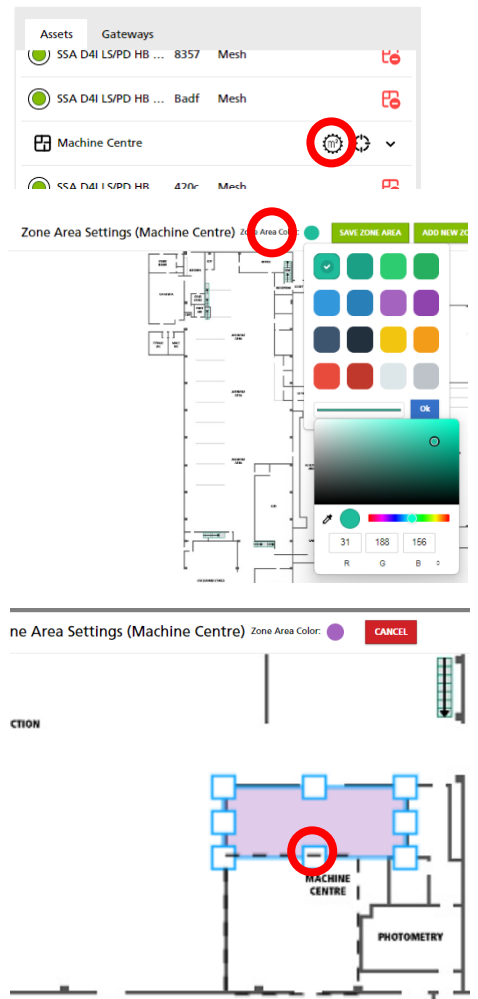 Assets Gateways
SSA D4I LS/PD HB ... 8357 Mesh
SSA D4I LS/PD HB ... Badf Mesh
Machine Centre m²
SSA D4I LS/PD HB 420c Mesh
Zone Area Settings (Machine Centre) Zone Area Color: SAVE ZONE AREA ADD NEW ZO
Ok
31 188 156
R G B
ne Area Settings (Machine Centre) Zone Area Color: CANCEL
CTION
MACHINE
CENTRE
PHOTOMETRY